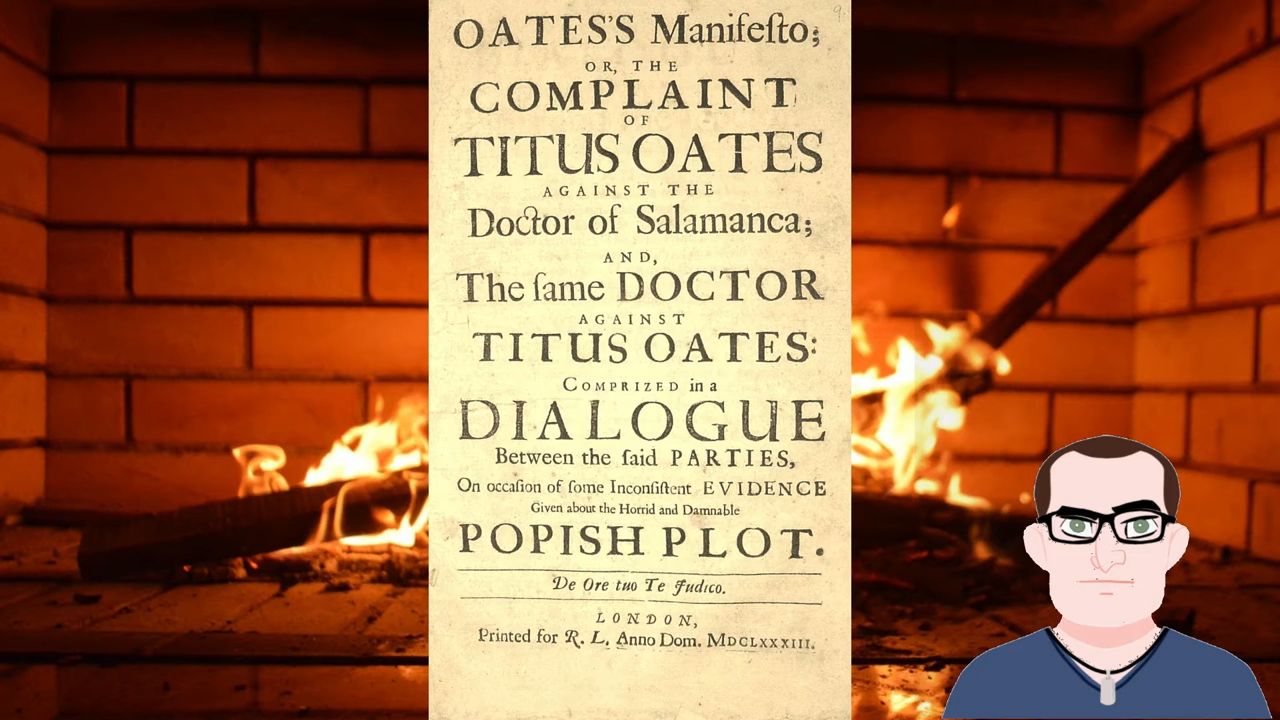 OATES'S Manifeſto;
OR, THE
COMPLAINT
OF
TITUS OATES
AGAINST THE
Doctor of Salamanca;
AND,
The ſame DOCTOR
AGAINST
TITUS OATES:
COMPRIZED in a
DIALOGUE
Between the ſaid PARTIES,
On occaſion of ſome Inconſiſtent EVIDENCE
Given about the Horrid and Damnable
POPISH PLOT.
De Ore tuo Te Judico.
LONDON,
Printed for R. L. Anno Dom. MDCLXXXIII.